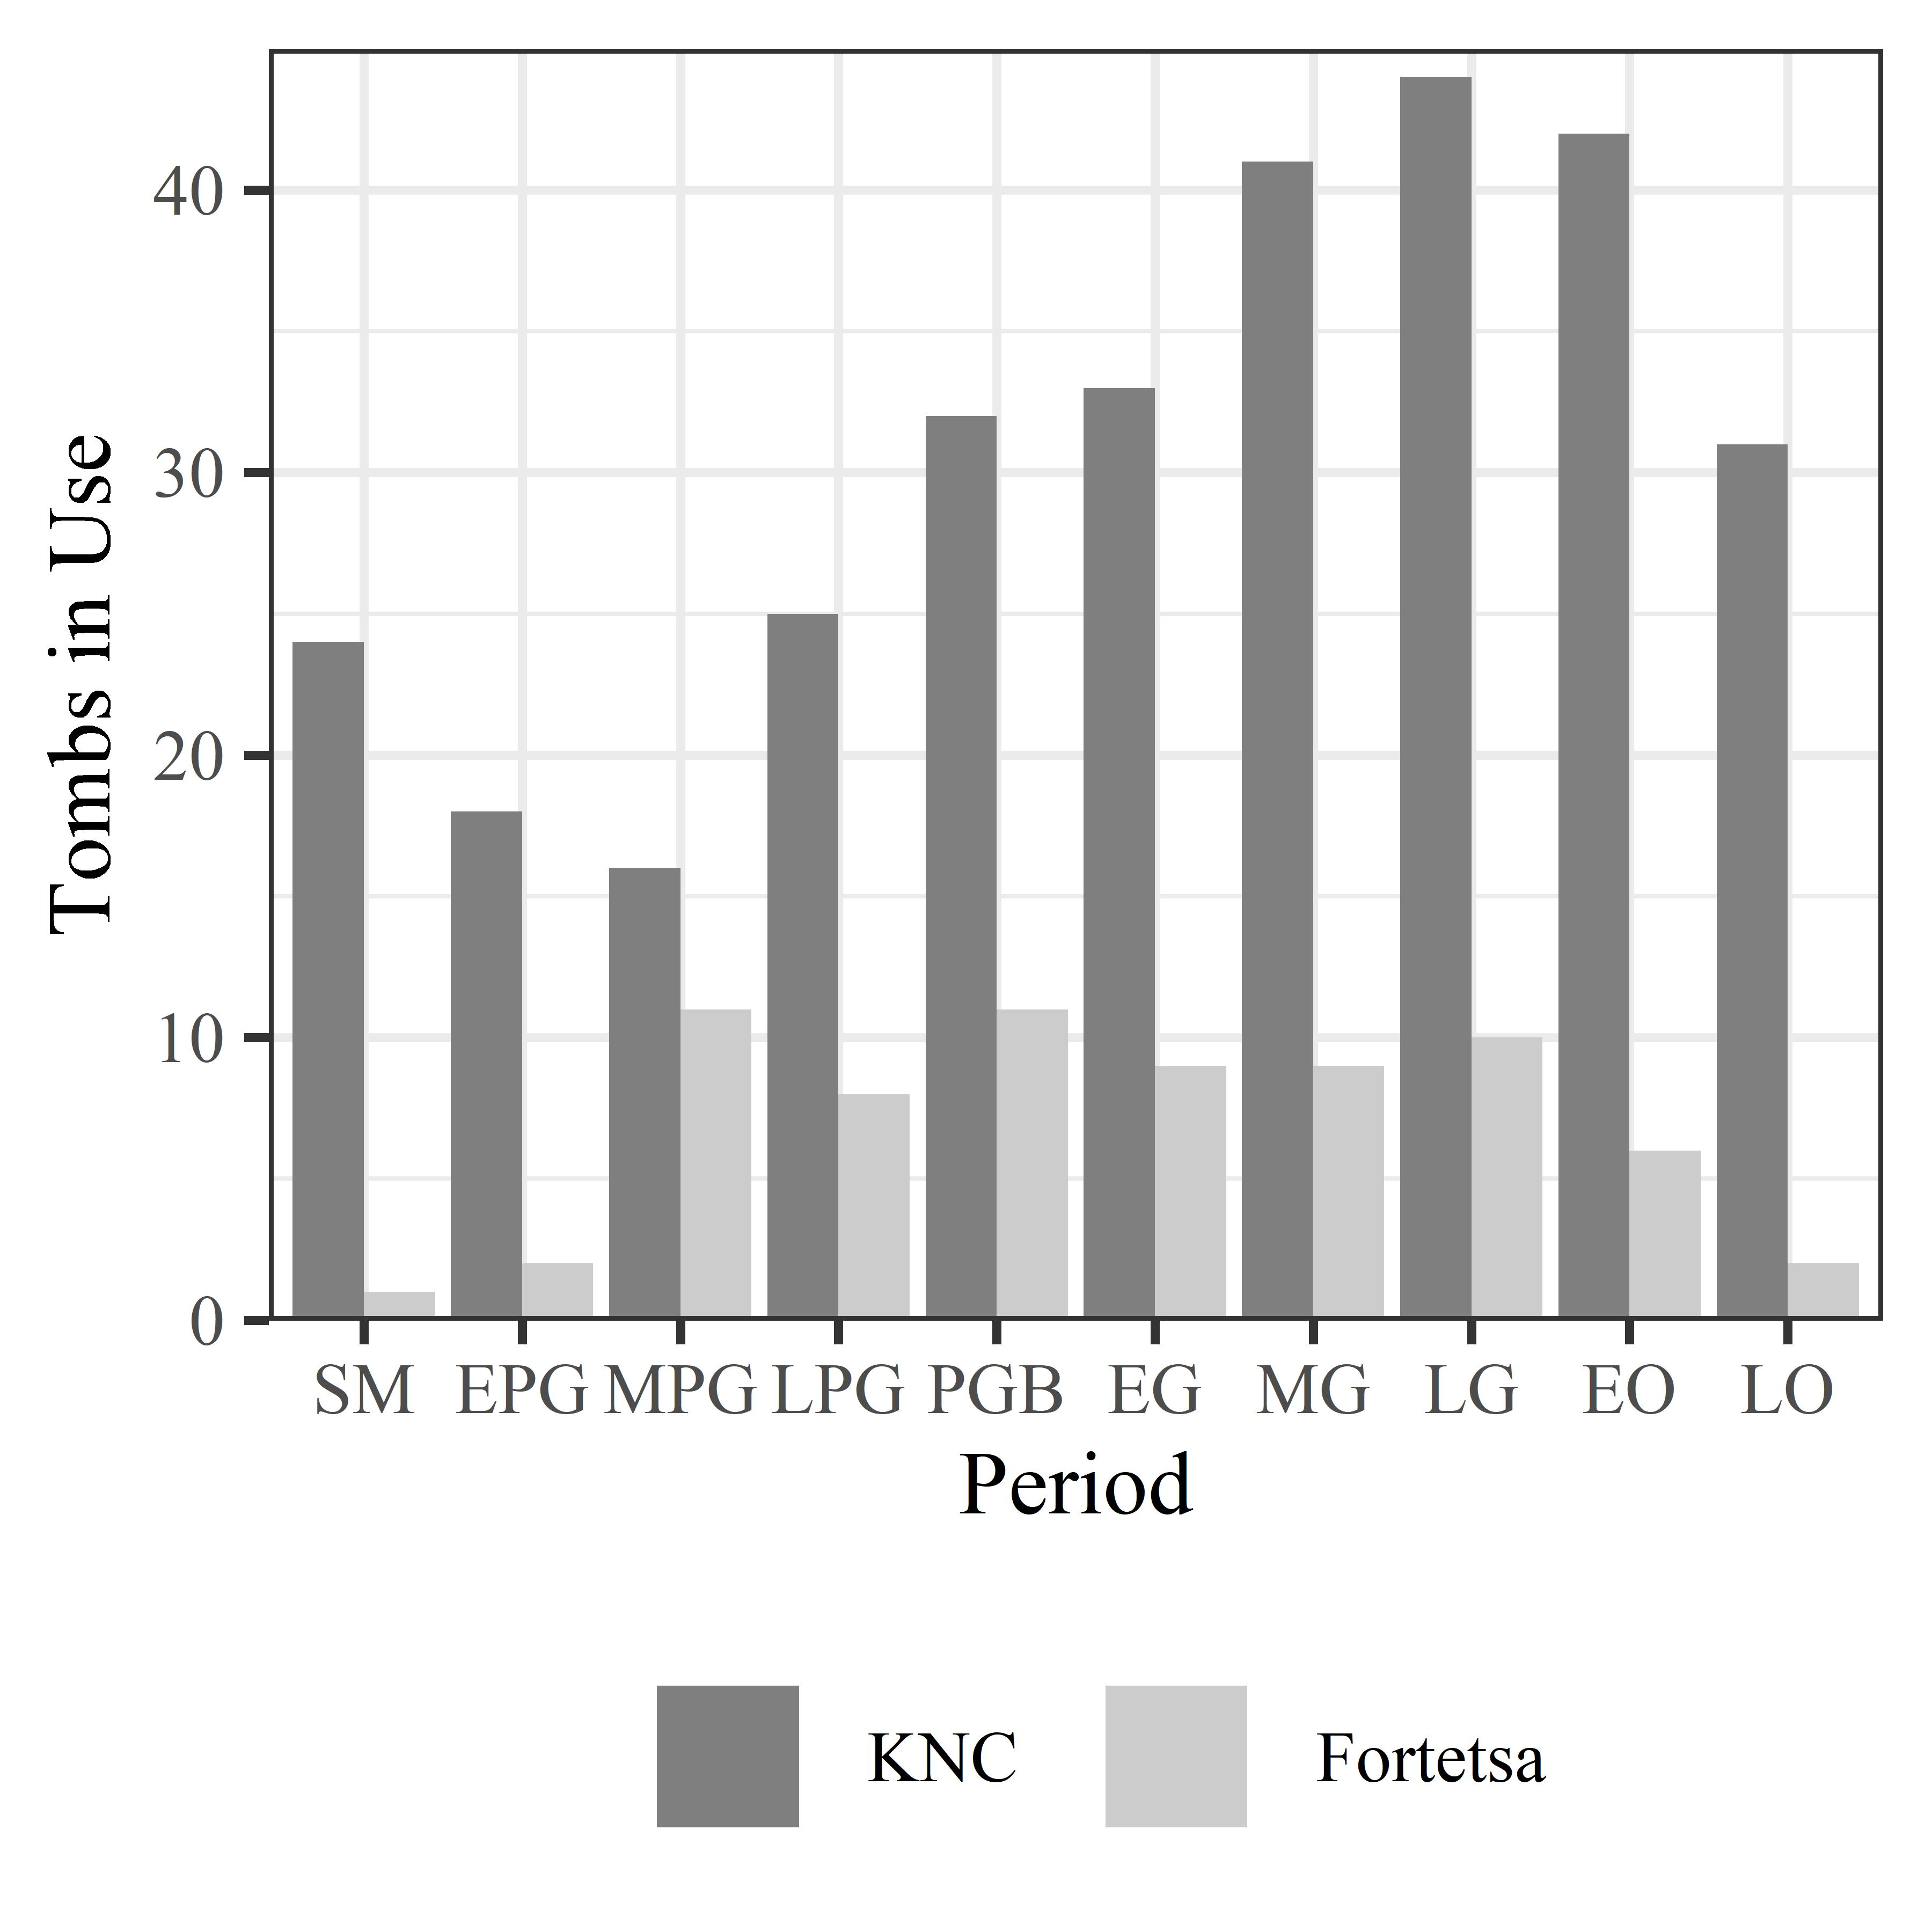 Tombs in Use
40
30
20
10
0
SM EPG MPG LPG PGB EG MG LG EO LO
Period
KNC Fortetsa